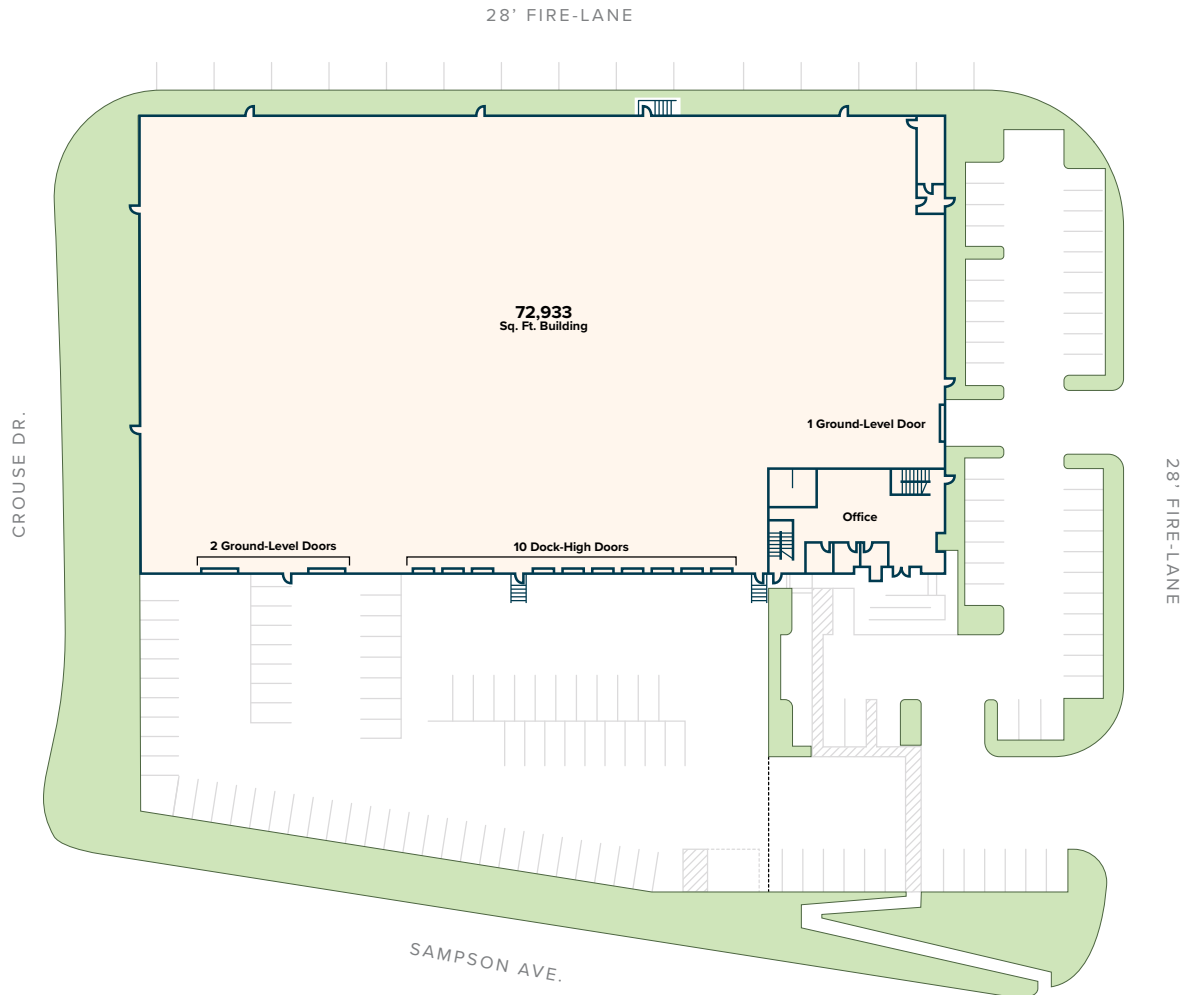 28’ FIRE-LANE
72,933
Sq. Ft. Building
CROUSE DR.
1 Ground-Level Door
28’ FIRE-LANE
Office
2 Ground-Level Doors
10 Dock-High Doors
SAMPSON AVE.